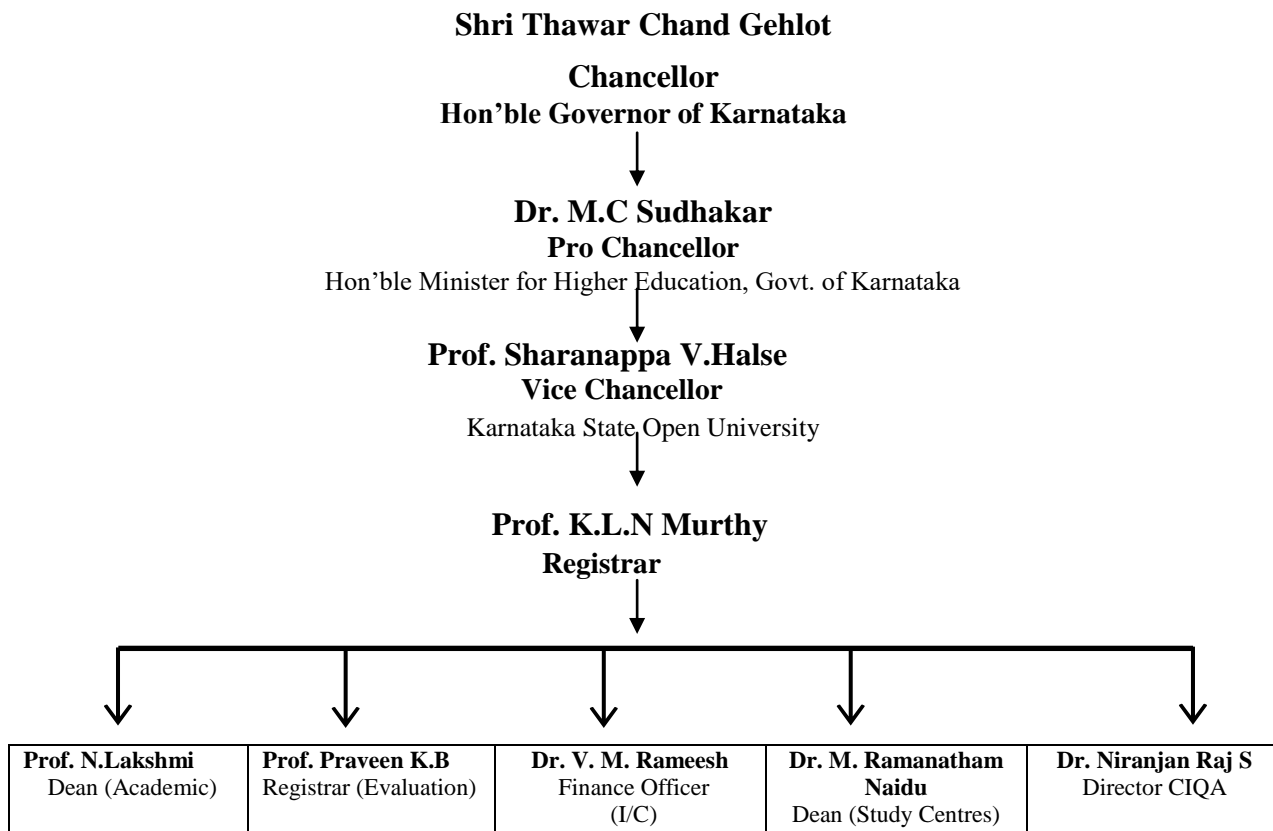 Shri Thawar Chand Gehlot
Chancellor
Hon’ble Governor of Karnataka
Dr. M.C Sudhakar
Pro Chancellor
Hon’ble Minister for Higher Education, Govt. of Karnataka
Prof. Sharanappa V.Halse
Vice Chancellor
Karnataka State Open University
Prof. K.L.N Murthy
Registrar
Prof. N.Lakshmi
Dean (Academic)
Prof. Praveen K.B
Registrar (Evaluation)
Dr. V. M. Rameesh
Finance Officer
(I/C)
Dr. M. Ramanatham
Naidu
Dean (Study Centres)
Dr. Niranjan Raj S
Director CIQA